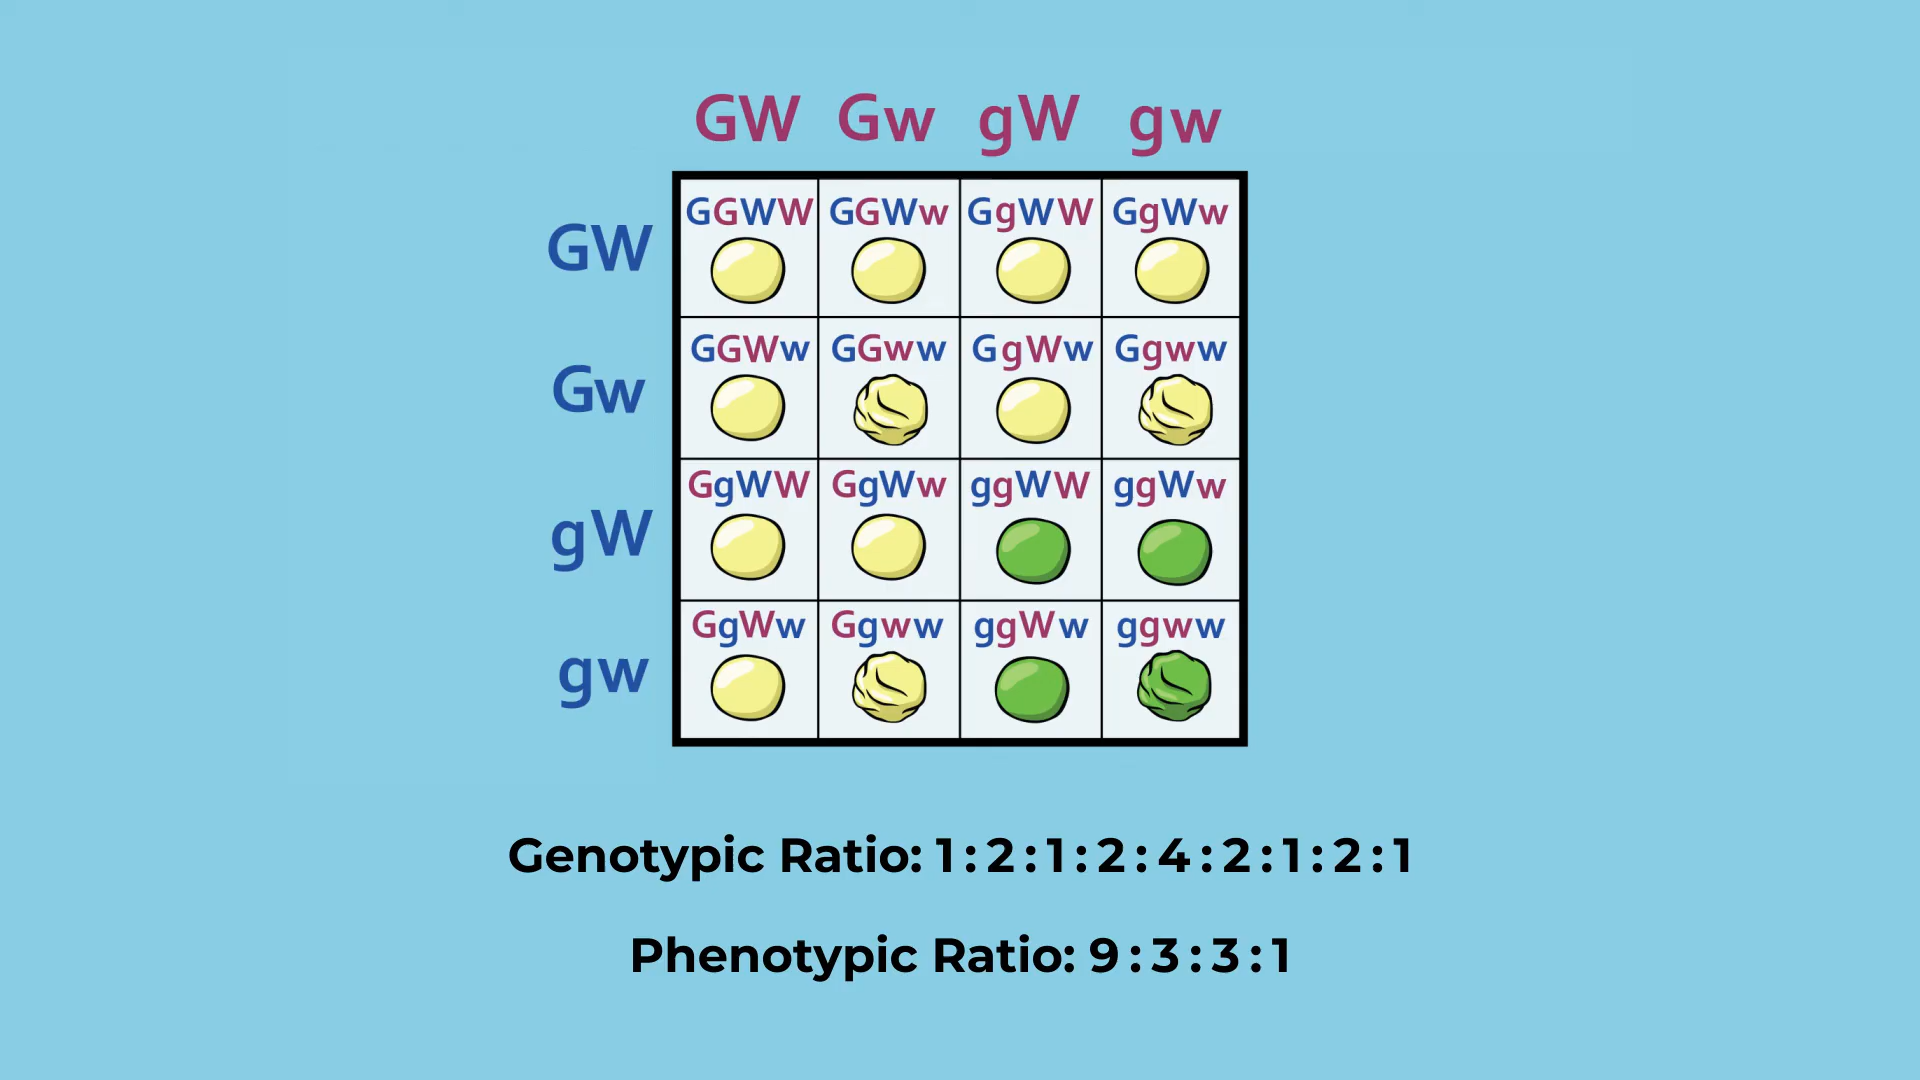 GW Gw gW gw
GW GGWW GGWw GgWW GgWw
Gw GGWw GGww GgWw Ggww
gW GgWW GgWw ggWW ggWw
gw GgWw Ggww ggWw ggww
Genotypic Ratio: 1 : 2 : 1 : 2 : 4 : 2 : 1 : 2 : 1
Phenotypic Ratio: 9 : 3 : 3 : 1